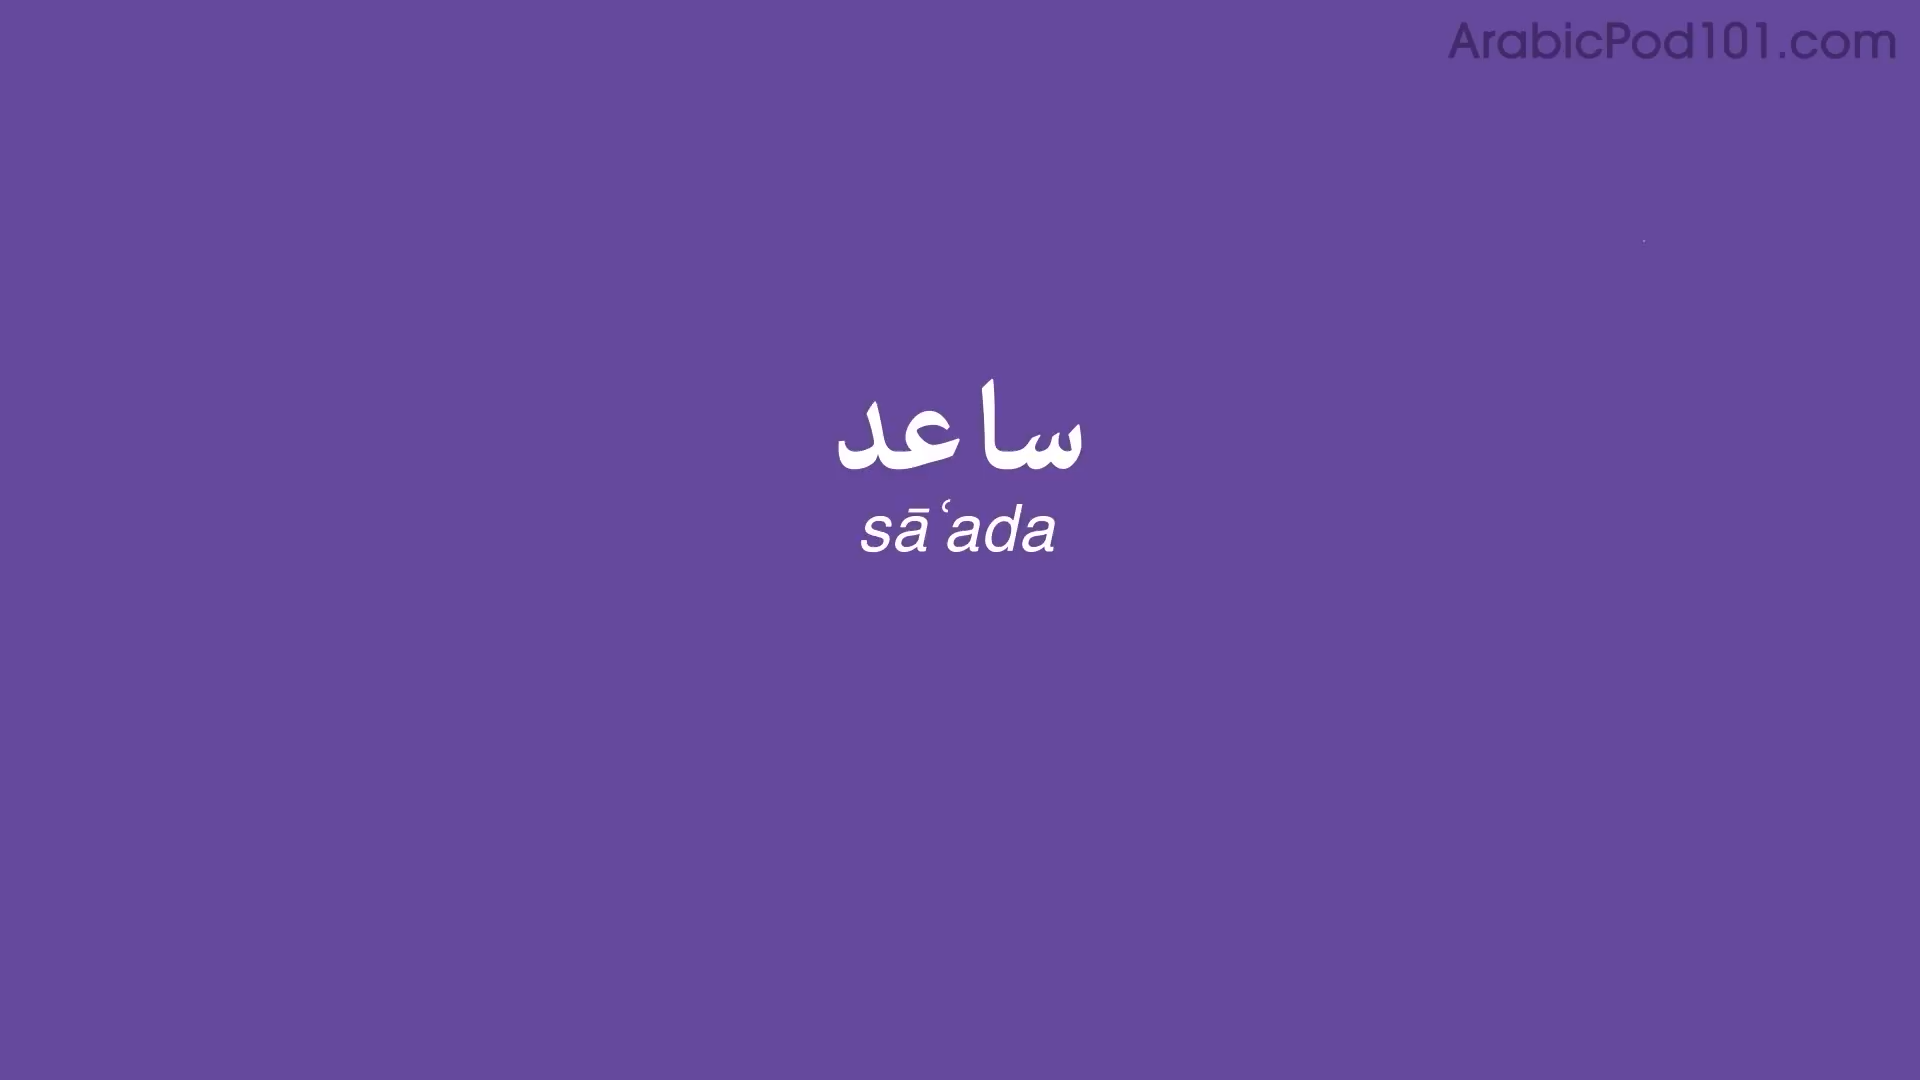 ArabicPod101.com
ساعد
sāʿada